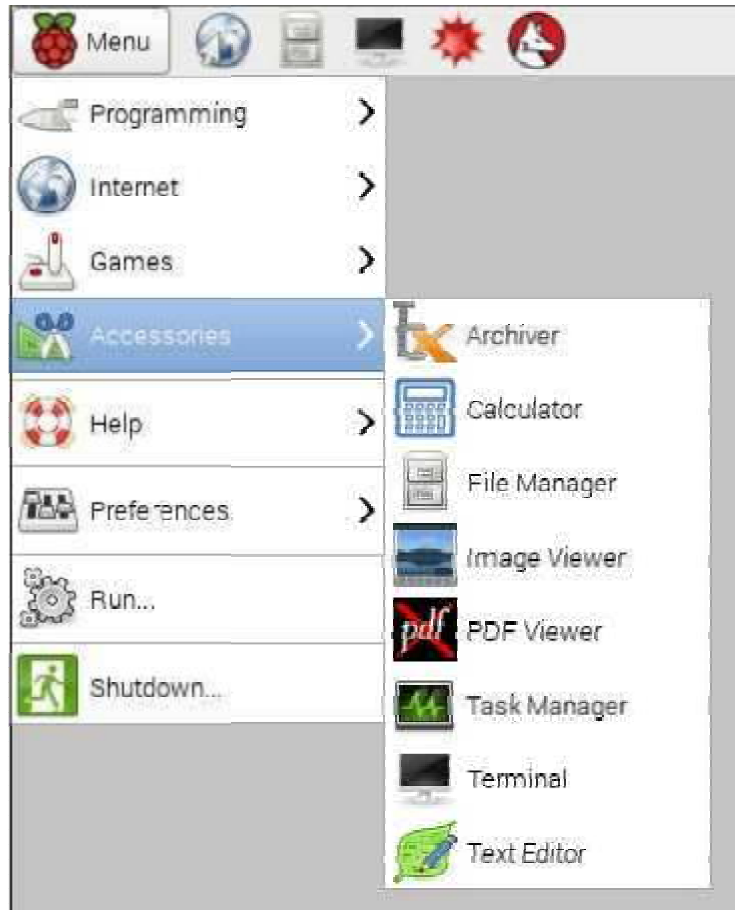 Menu
Programming
Internet
Games
Accessories
Help
Preferences
Run...
Shutdown...
Archiver
Calculator
File Manager
Image Viewer
pdf
PDF Viewer
Task Manager
Terminal
Text Editor